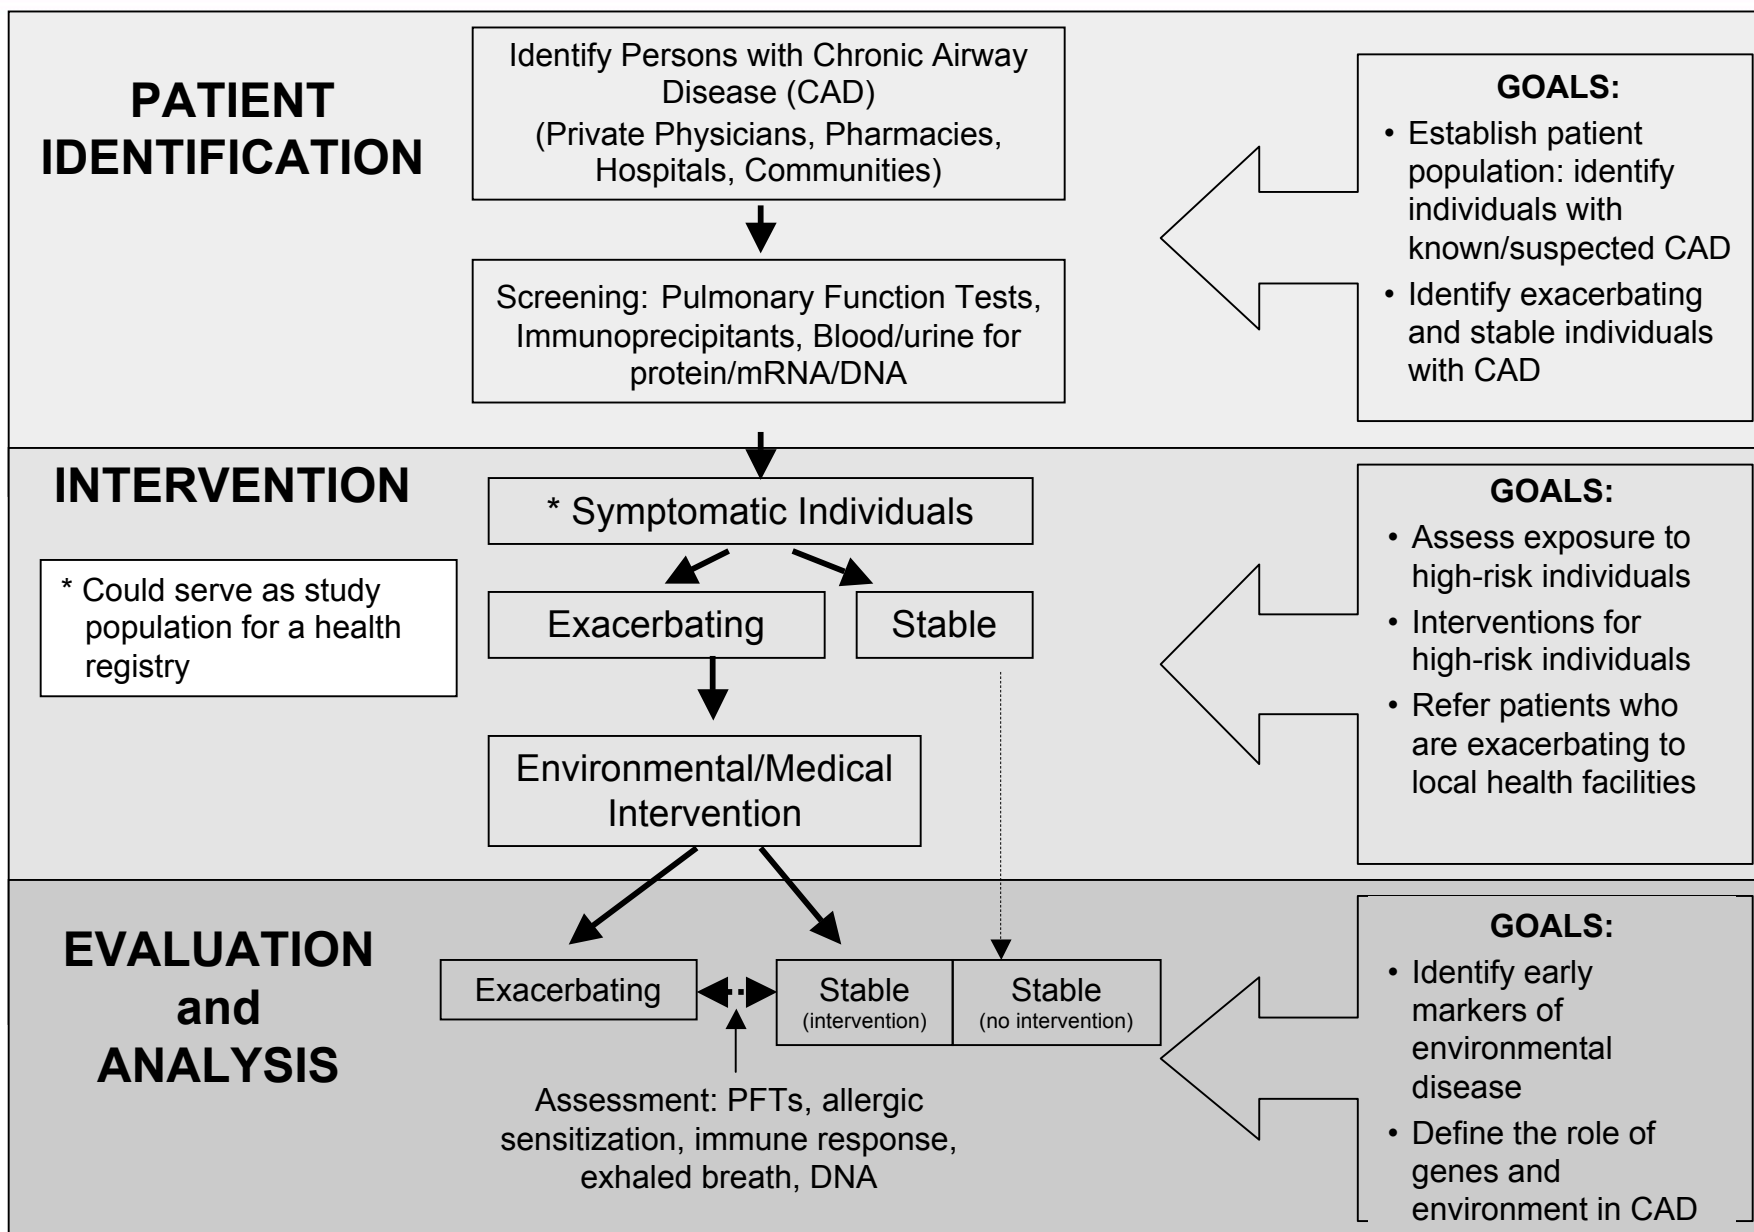 PATIENT
IDENTIFICATION
Identify Persons with Chronic Airway
Disease (CAD)
(Private Physicians, Pharmacies,
Hospitals, Communities)
Screening: Pulmonary Function Tests,
Immunoprecipitants, Blood/urine for
protein/mRNA/DNA
GOALS:
• Establish patient
population: identify
individuals with
known/suspected CAD
• Identify exacerbating
and stable individuals
with CAD
INTERVENTION
* Could serve as study
population for a health
registry
* Symptomatic Individuals
Exacerbating
Stable
Environmental/Medical
Intervention
GOALS:
• Assess exposure to
high-risk individuals
• Interventions for
high-risk individuals
• Refer patients who
are exacerbating to
local health facilities
EVALUATION
and
ANALYSIS
Exacerbating
Stable
(intervention)
Stable
(no intervention)
Assessment: PFTs, allergic
sensitization, immune response,
exhaled breath, DNA
GOALS:
• Identify early
markers of
environmental
disease
• Define the role of
genes and
environment in CAD